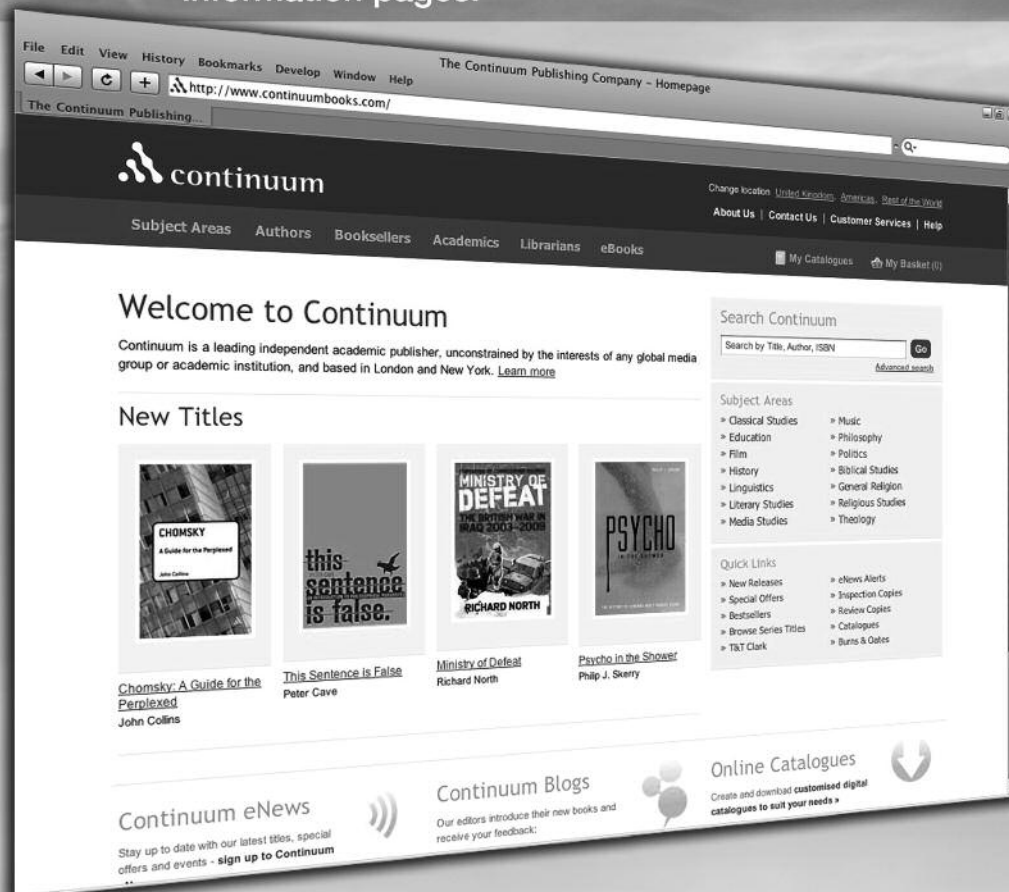 information pages.
File Edit View History Bookmarks Develop Window Help
The Continuum Publishing Company – Homepage
http://www.continuumbooks.com/
The Continuum Publishing...
continuum
Change location United Kingdom, Americas, Rest of the World
About Us | Contact Us | Customer Services | Help
Subject Areas Authors Booksellers Academics Librarians eBooks
My Catalogues My Basket (0)
Welcome to Continuum
Continuum is a leading independent academic publisher, unconstrained by the interests of any global media
group or academic institution, and based in London and New York. Learn more
New Titles
CHOMSKY
A Guide for the Perplexed
John Collins
this
sentence
is false.
MINISTRY OF
DEFEAT
THE BRITISH WAR IN
IRAQ 2003–2009
RICHARD NORTH
PSYCHO
IN THE SHOWER
Chomsky: A Guide for the
Perplexed
John Collins
This Sentence is False
Peter Cave
Ministry of Defeat
Richard North
Psycho in the Shower
Philip J. Skerry
Search Continuum
Search by Title, Author, ISBN Go
Advanced search
Subject Areas
» Classical Studies
» Education
» Film
» History
» Linguistics
» Literary Studies
» Media Studies
» Music
» Philosophy
» Politics
» Biblical Studies
» General Religion
» Religious Studies
» Theology
Quick Links
» New Releases
» Special Offers
» Bestsellers
» Browse Series Titles
» T&T Clark
» eNews Alerts
» Inspection Copies
» Review Copies
» Catalogues
» Burns & Oates
Continuum eNews
Stay up to date with our latest titles, special
offers and events - sign up to Continuum
Continuum Blogs
Our editors introduce their new books and
receive your feedback:
Online Catalogues
Create and download customised digital
catalogues to suit your needs »